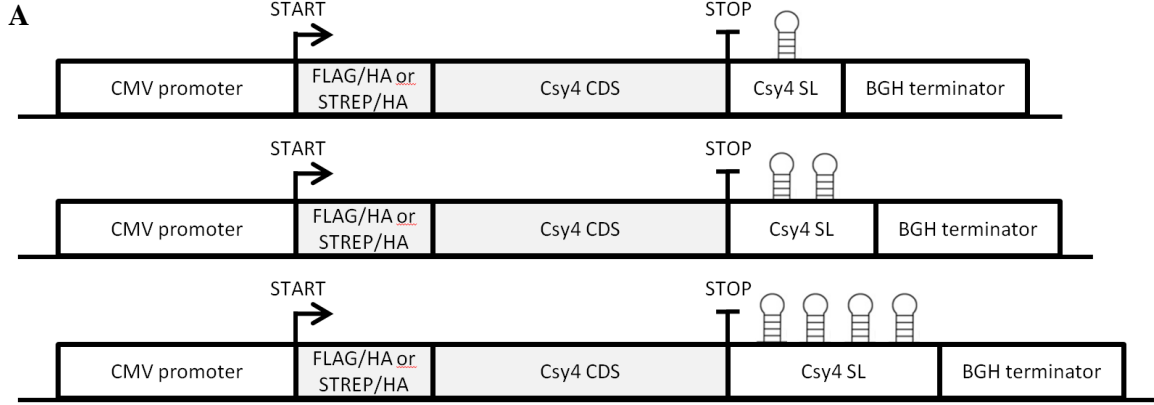 A
START
STOP
CMV promoter
FLAG/HA or
STREP/HA
Csy4 CDS
Csy4 SL
BGH terminator
START
STOP
CMV promoter
FLAG/HA or
STREP/HA
Csy4 CDS
Csy4 SL
BGH terminator
START
STOP
CMV promoter
FLAG/HA or
STREP/HA
Csy4 CDS
Csy4 SL
BGH terminator